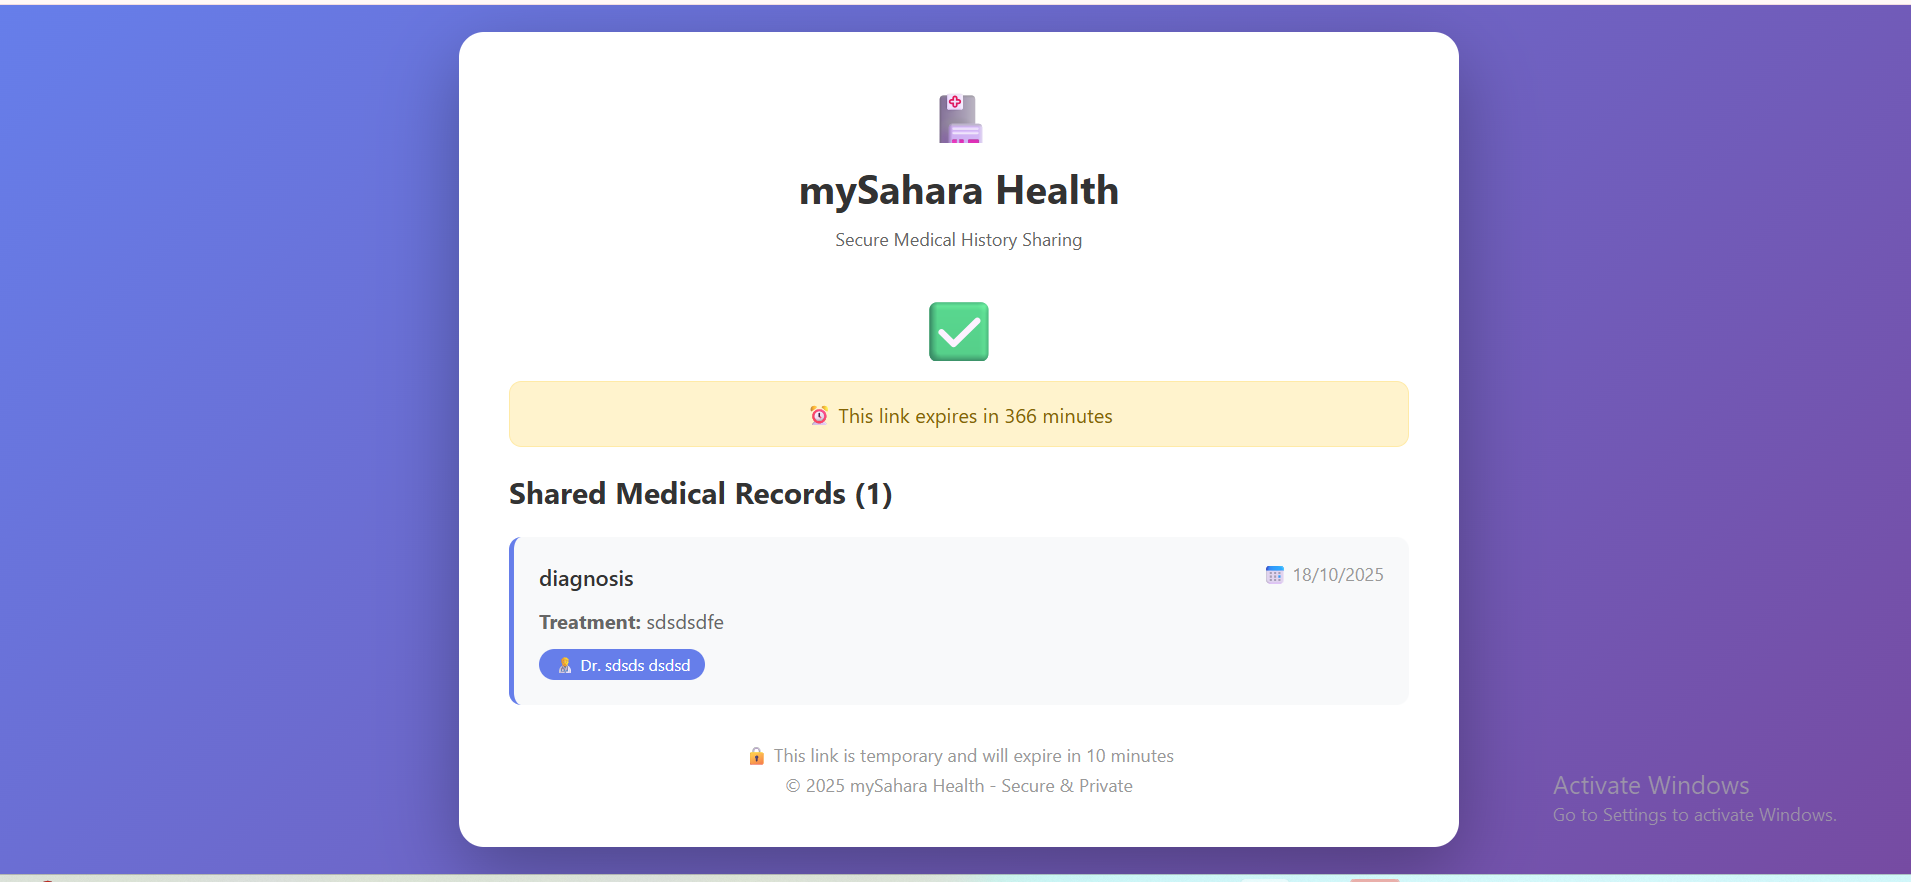 mySahara Health
Secure Medical History Sharing
This link expires in 366 minutes
Shared Medical Records (1)
diagnosis
18/10/2025
Treatment: sdsdsdfe
Dr. sdsds dsdsd
This link is temporary and will expire in 10 minutes
© 2025 mySahara Health - Secure & Private
Activate Windows
Go to Settings to activate Windows.